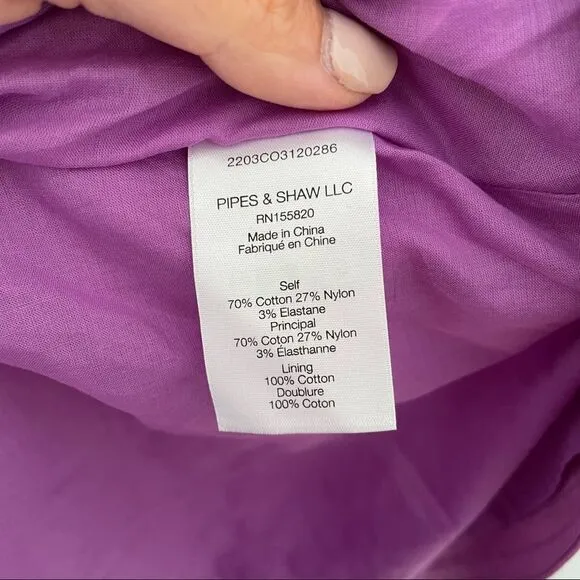 2203CO3120286
PIPES & SHAW LLC
RN155820
Made in China
Fabriqué en Chine
Self
70% Cotton 27% Nylon
3% Elastane
Principal
70% Coton 27% Nylon
3% Élasthanne
Lining
100% Cotton
Doublure
100% Coton